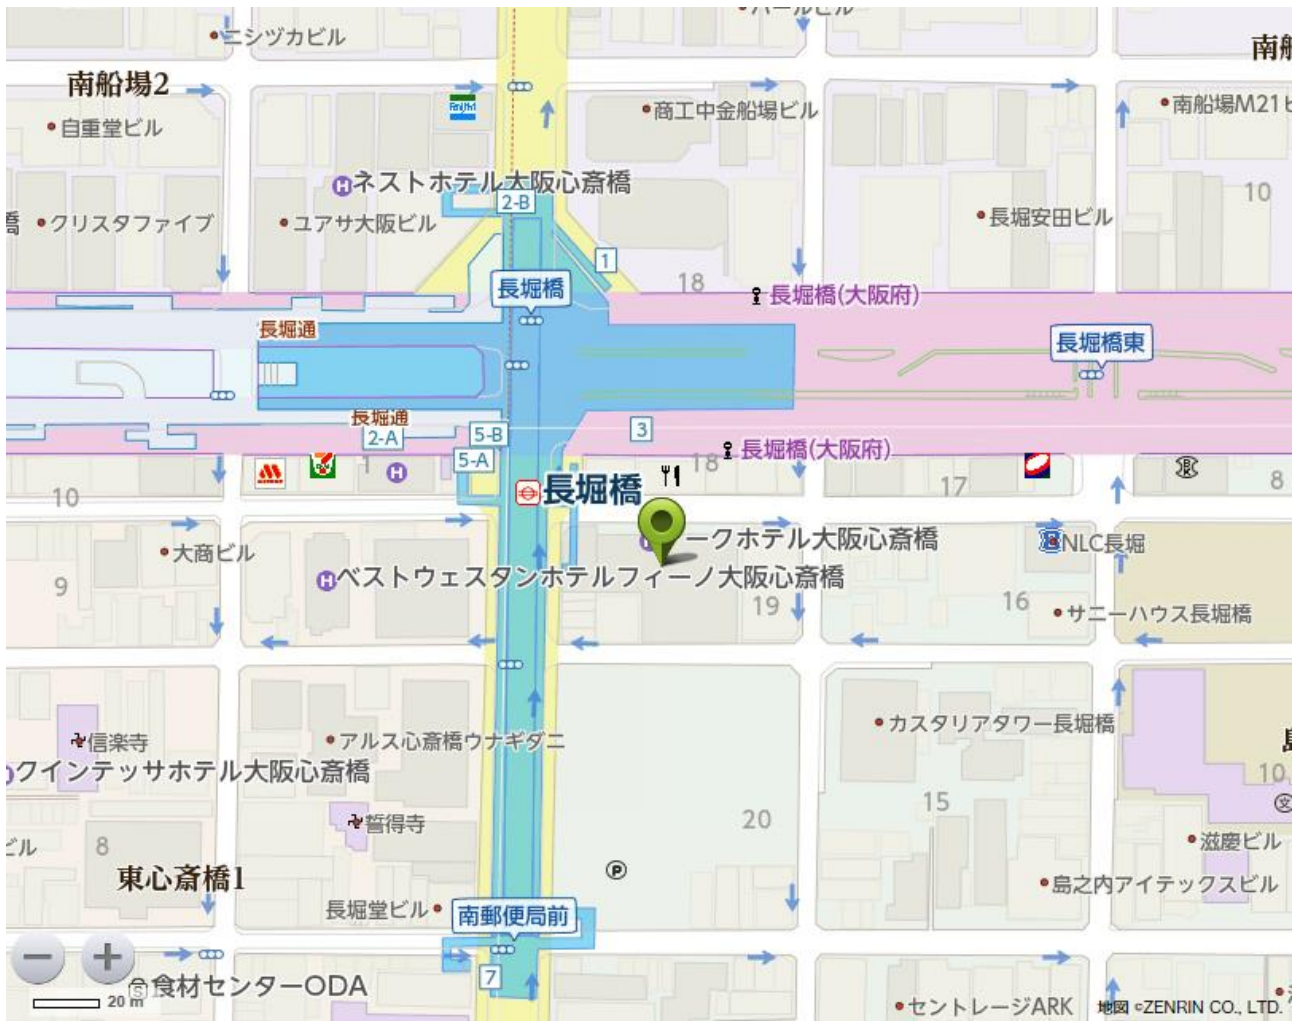 ニシヅカビル
南船場2
自重堂ビル
商工中金船場ビル
南船場M21
ネストホテル大阪心斎橋
2-B
10
クリスタファイブ
ユアサ大阪ビル
長堀安田ビル
1
18
長堀橋
長堀橋(大阪府)
長堀通
長堀橋東
長堀通
2-A
5-B
3
5-A
1
18
長堀橋(大阪府)
10
長堀橋
17
8
大商ビル
ークホテル大阪心斎橋
NLC長堀
9
ベストウェスタンホテルフィーノ大阪心斎橋
19
16
サニーハウス長堀橋
信楽寺
アルス心斎橋ウナギダニ
カスタリアタワー長堀橋
クインテッサホテル大阪心斎橋
10
文
15
誓得寺
20
ビル
8
滋慶ビル
P
東心斎橋1
島之内アイテックスビル
長堀堂ビル
南郵便局前
7
食材センターODA
20 m
セントレージARK
地図 ©ZENRIN CO., LTD.